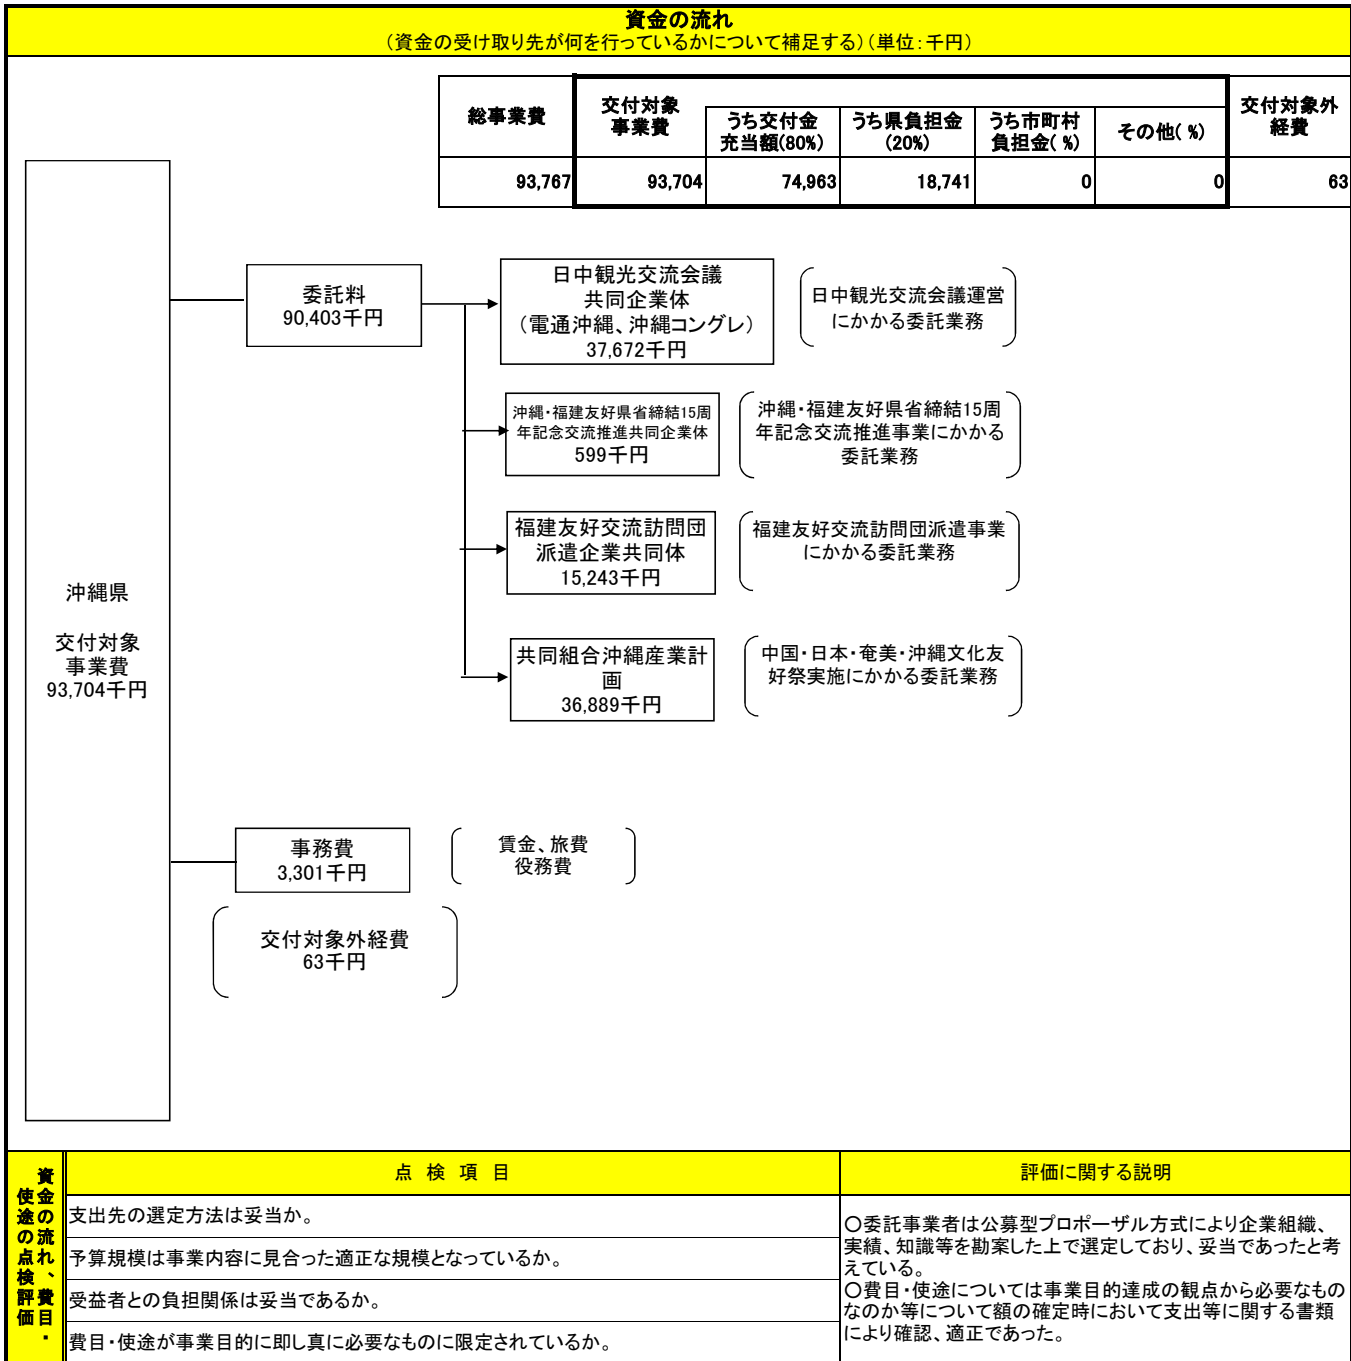 資金の流れ
（資金の受け取り先が何を行っているかについて補足する）（単位：千円）
総事業費
交付対象
事業費
うち交付金
充当額(80%)
うち県負担金
(20%)
うち市町村
負担金( %)
その他( %)
交付対象外
経費
93,767
93,704
74,963
18,741
0
0
63
沖縄県
交付対象
事業費
93,704千円
委託料
90,403千円
日中観光交流会議
共同企業体
（電通沖縄、沖縄コングレ）
37,672千円
日中観光交流会議運営
にかかる委託業務
沖縄・福建友好県省締結15周
年記念交流推進共同企業体
599千円
沖縄・福建友好県省締結15周
年記念交流推進事業にかかる
委託業務
福建友好交流訪問団
派遣企業共同体
15,243千円
福建友好交流訪問団派遣事業
にかかる委託業務
共同組合沖縄産業計
画
36,889千円
中国・日本・奄美・沖縄文化友
好祭実施にかかる委託業務
事務費
3,301千円
賃金、旅費
役務費
交付対象外経費
63千円
資金の流れ、費目・
使途の点検評価
点 検 項 目
評価に関する説明
支出先の選定方法は妥当か。
予算規模は事業内容に見合った適正な規模となっているか。
受益者との負担関係は妥当であるか。
費目・使途が事業目的に即し真に必要なものに限定されているか。
○委託事業者は公募型プロポーザル方式により企業組織、
実績、知識等を勘案した上で選定しており、妥当であったと考
えている。
○費目・使途については事業目的達成の観点から必要なもの
なのか等について額の確定時において支出等に関する書類
により確認、適正であった。